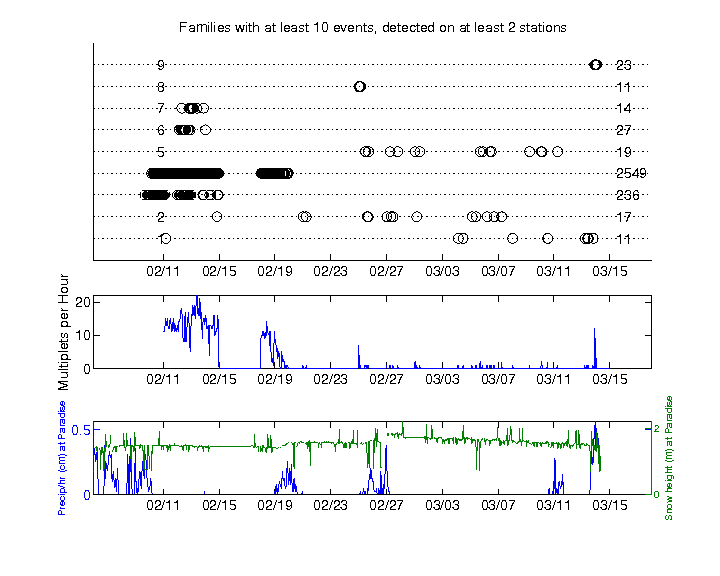 Families with at least 10 events, detected on at least 2 stations
9 23
8 11
7 14
6 27
5 19
2549
236
2 17
1 11
02/11 02/15 02/19 02/23 02/27 03/03 03/07 03/11 03/15
Multiplets per Hour
20
10
0
02/11 02/15 02/19 02/23 02/27 03/03 03/07 03/11 03/15
Precip/hr (cm) at Paradise
0.5
0
Snow height (m) at Paradise
2
0
02/11 02/15 02/19 02/23 02/27 03/03 03/07 03/11 03/15